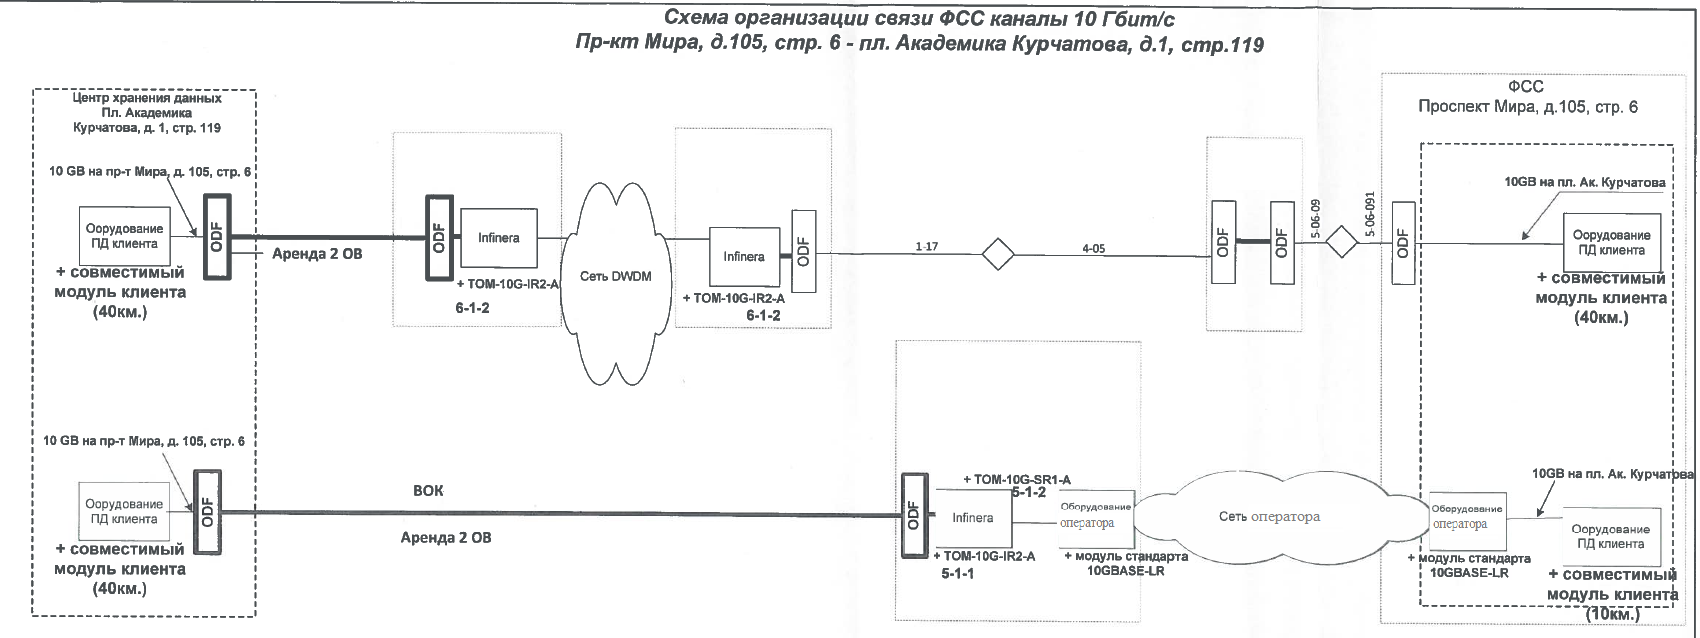 Схема организации связи ФСС каналы 10 Гбит/с
Пр-кт Мира, д.105, стр. 6 - пл. Академика Курчатова, д.1, стр.119
Центр хранения данных
Пл. Академика
Курчатова, д. 1, стр. 119
10 GB на пр-т Мира, д. 105, стр. 6
Оорудование
ПД клиента
+ совместимый
модуль клиента
(40км.)
ODF
Аренда 2 ОВ
ODF
Infinera
+ TOM-10G-IR2-A
6-1-2
Сеть DWDM
Infinera
ODF
+ TOM-10G-IR2-A
6-1-2
1-17
4-05
ODF
ODF
5-06-09
5-06-091
ФСС
Проспект Мира, д.105, стр. 6
ODF
10GB на пл. Ак. Курчатова
Оорудование
ПД клиента
+ совместимый
модуль клиента
(40км.)
10 GB на пр-т Мира, д. 105, стр. 6
Оорудование
ПД клиента
+ совместимый
модуль клиента
(40км.)
ODF
ВОК
Аренда 2 ОВ
ODF
+ TOM-10G-SR1-A
5-1-2
Infinera
+ TOM-10G-IR2-A
5-1-1
Оборудование
оператора
+ модуль стандарта
10GBASE-LR
Сеть оператора
Оборудование
оператора
+ модуль стандарта
10GBASE-LR
10GB на пл. Ак. Курчатова
Оорудование
ПД клиента
+ совместимый
модуль клиента
(10км.)